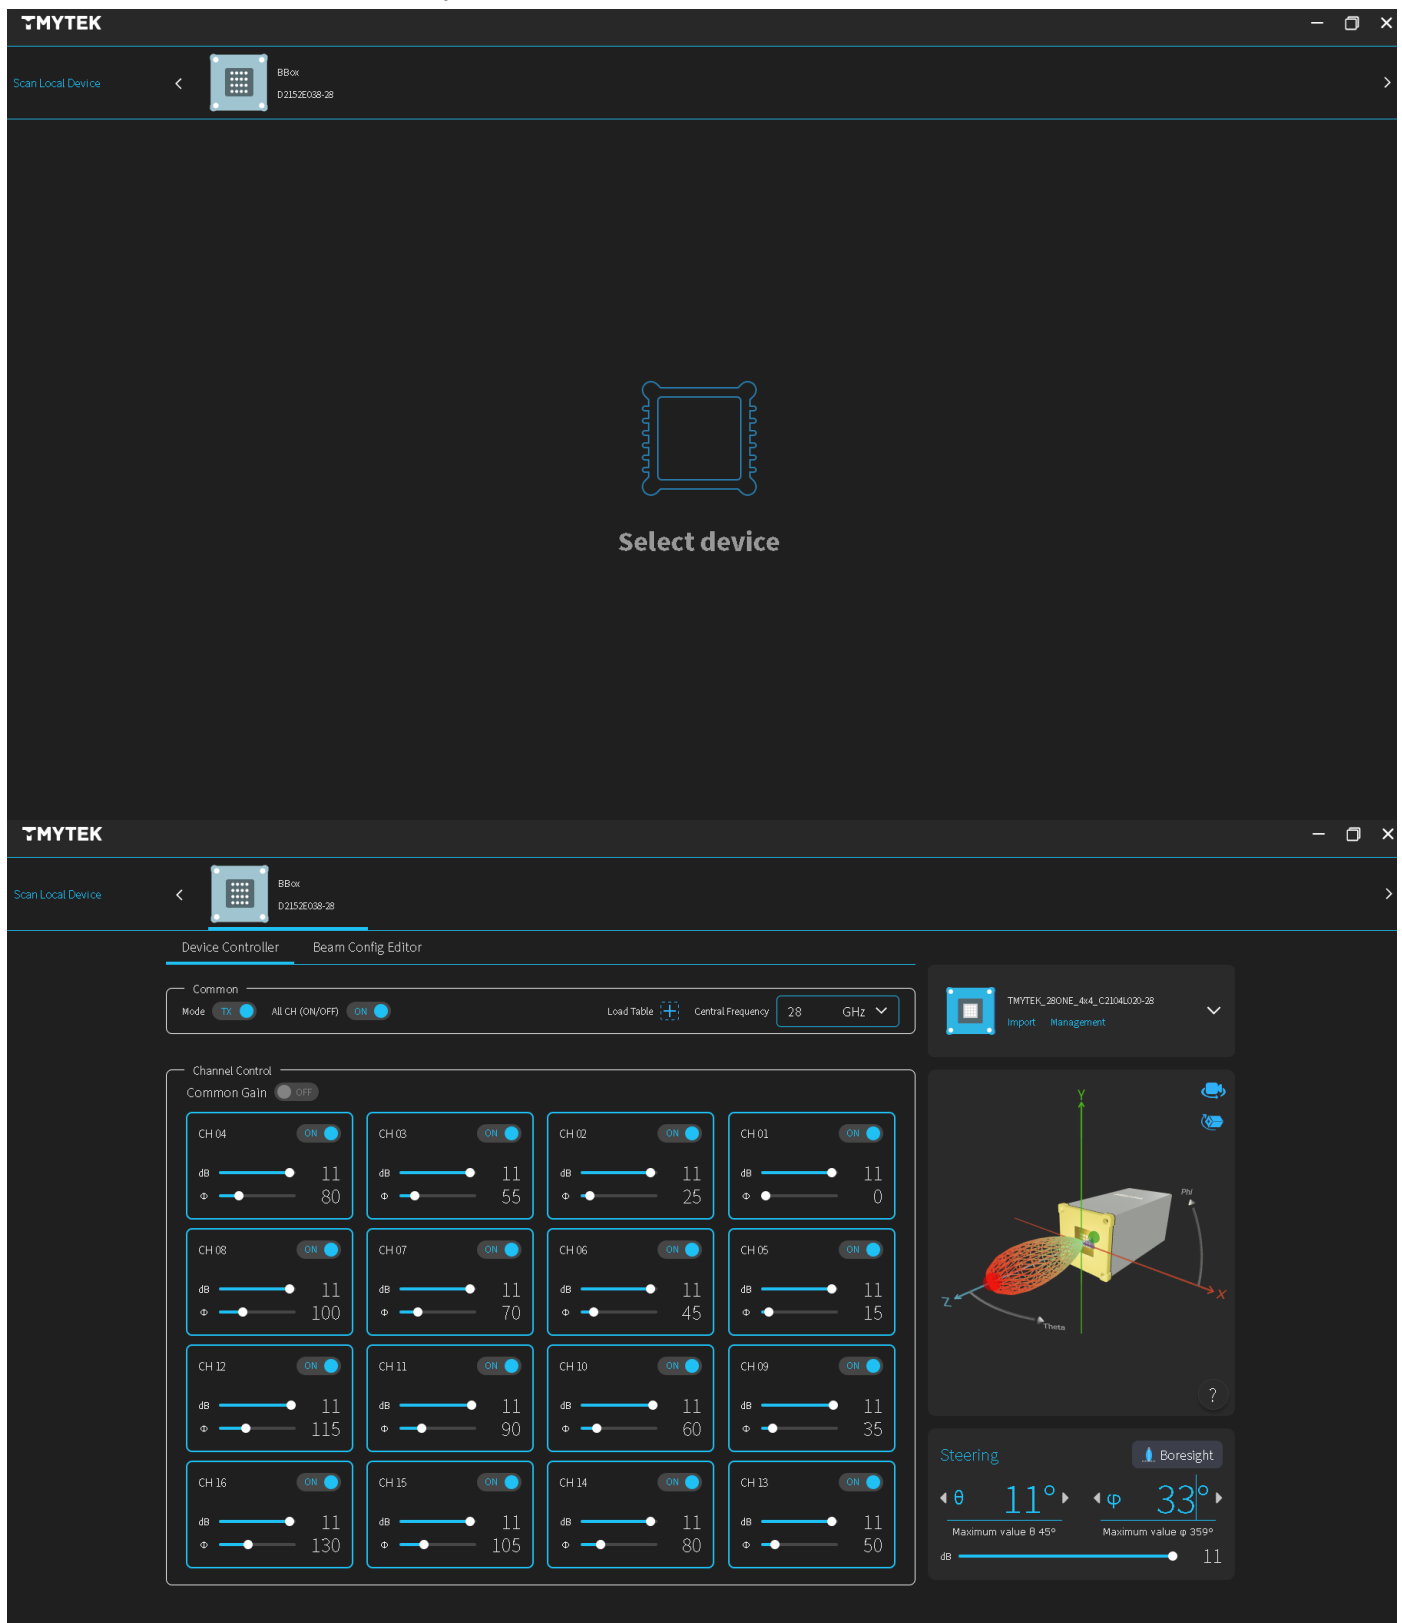 TMYTEK
Scan Local Device
BBox
D2152E038-28
Select device
TMYTEK
Scan Local Device
BBox
D2152E038-28
Device Controller Beam Config Editor
Common
Mode TX All CH (ON/OFF) ON Load Table Central Frequency 28 GHz
TMYTEK_28ONE_4x4_C2104L020-28
Import Management
Channel Control
Common Gain OFF
CH 04 ON CH 03 ON CH 02 ON CH 01 ON
dB 11 dB 11 dB 11 dB 11
Φ 80 Φ 55 Φ 25 Φ 0
CH 08 ON CH 07 ON CH 06 ON CH 05 ON
dB 11 dB 11 dB 11 dB 11
Φ 100 Φ 70 Φ 45 Φ 15
CH 12 ON CH 11 ON CH 10 ON CH 09 ON
dB 11 dB 11 dB 11 dB 11
Φ 115 Φ 90 Φ 60 Φ 35
CH 16 ON CH 15 ON CH 14 ON CH 13 ON
dB 11 dB 11 dB 11 dB 11
Φ 130 Φ 105 Φ 80 Φ 50
Y
Phi
Z
X
Theta
?
Steering Boresight
θ 11° φ 33°
Maximum value θ 45° Maximum value φ 359°
dB 11